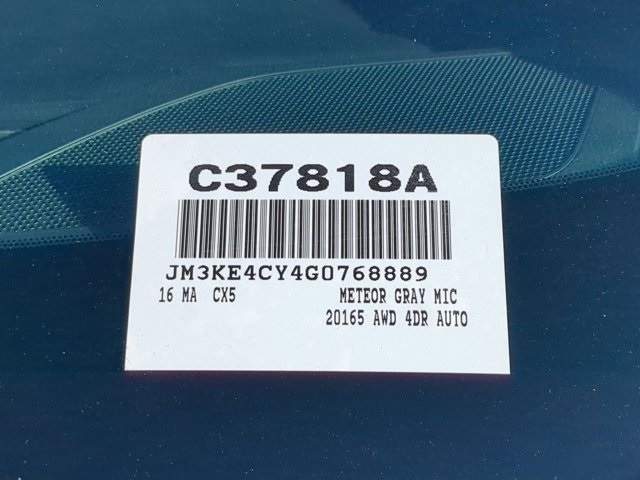 C37818A
JM3KE4CY4G0768889
16 MA CX5 METEOR GRAY MIC
20165 AWD 4DR AUTO